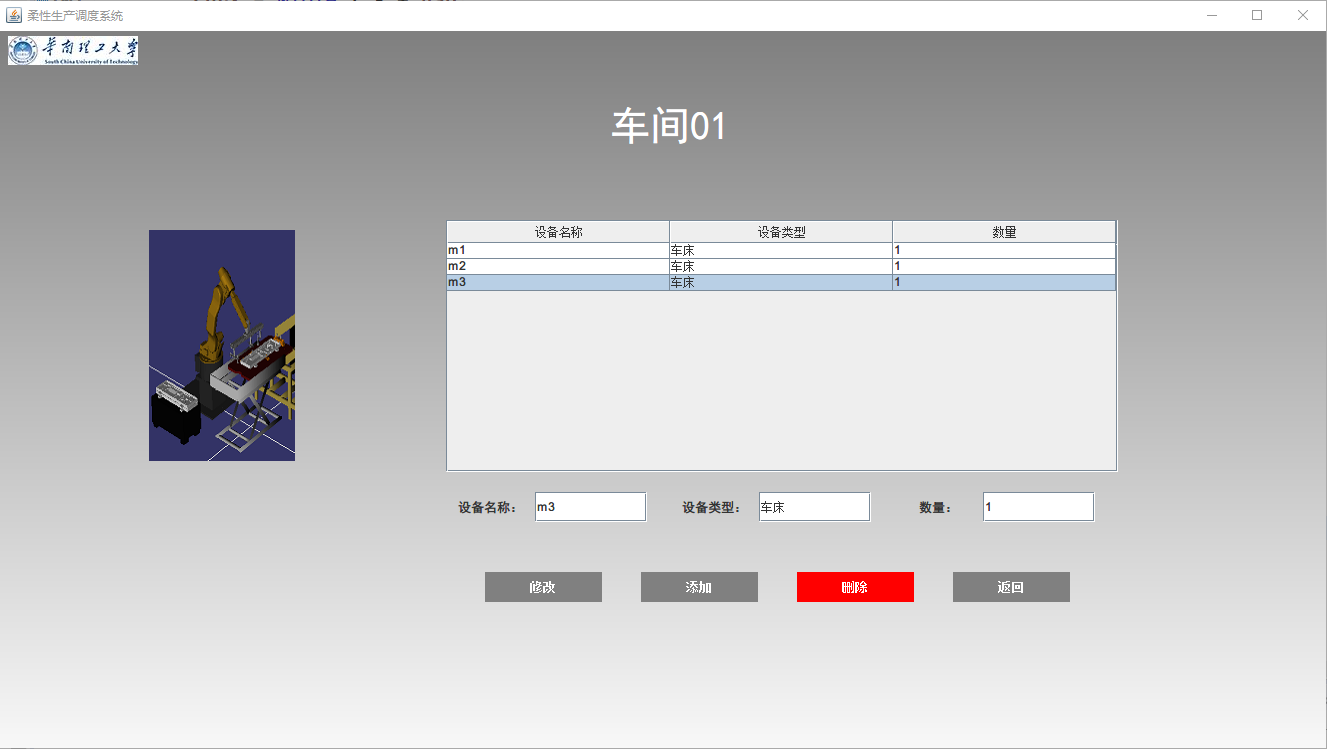 柔性生产调度系统
华南理工大学
South China University of Technology
车间01
设备名称 设备类型 数量
m1 车床 1
m2 车床 1
m3 车床 1
设备名称： m3 设备类型： 车床 数量： 1
修改 添加 删除 返回